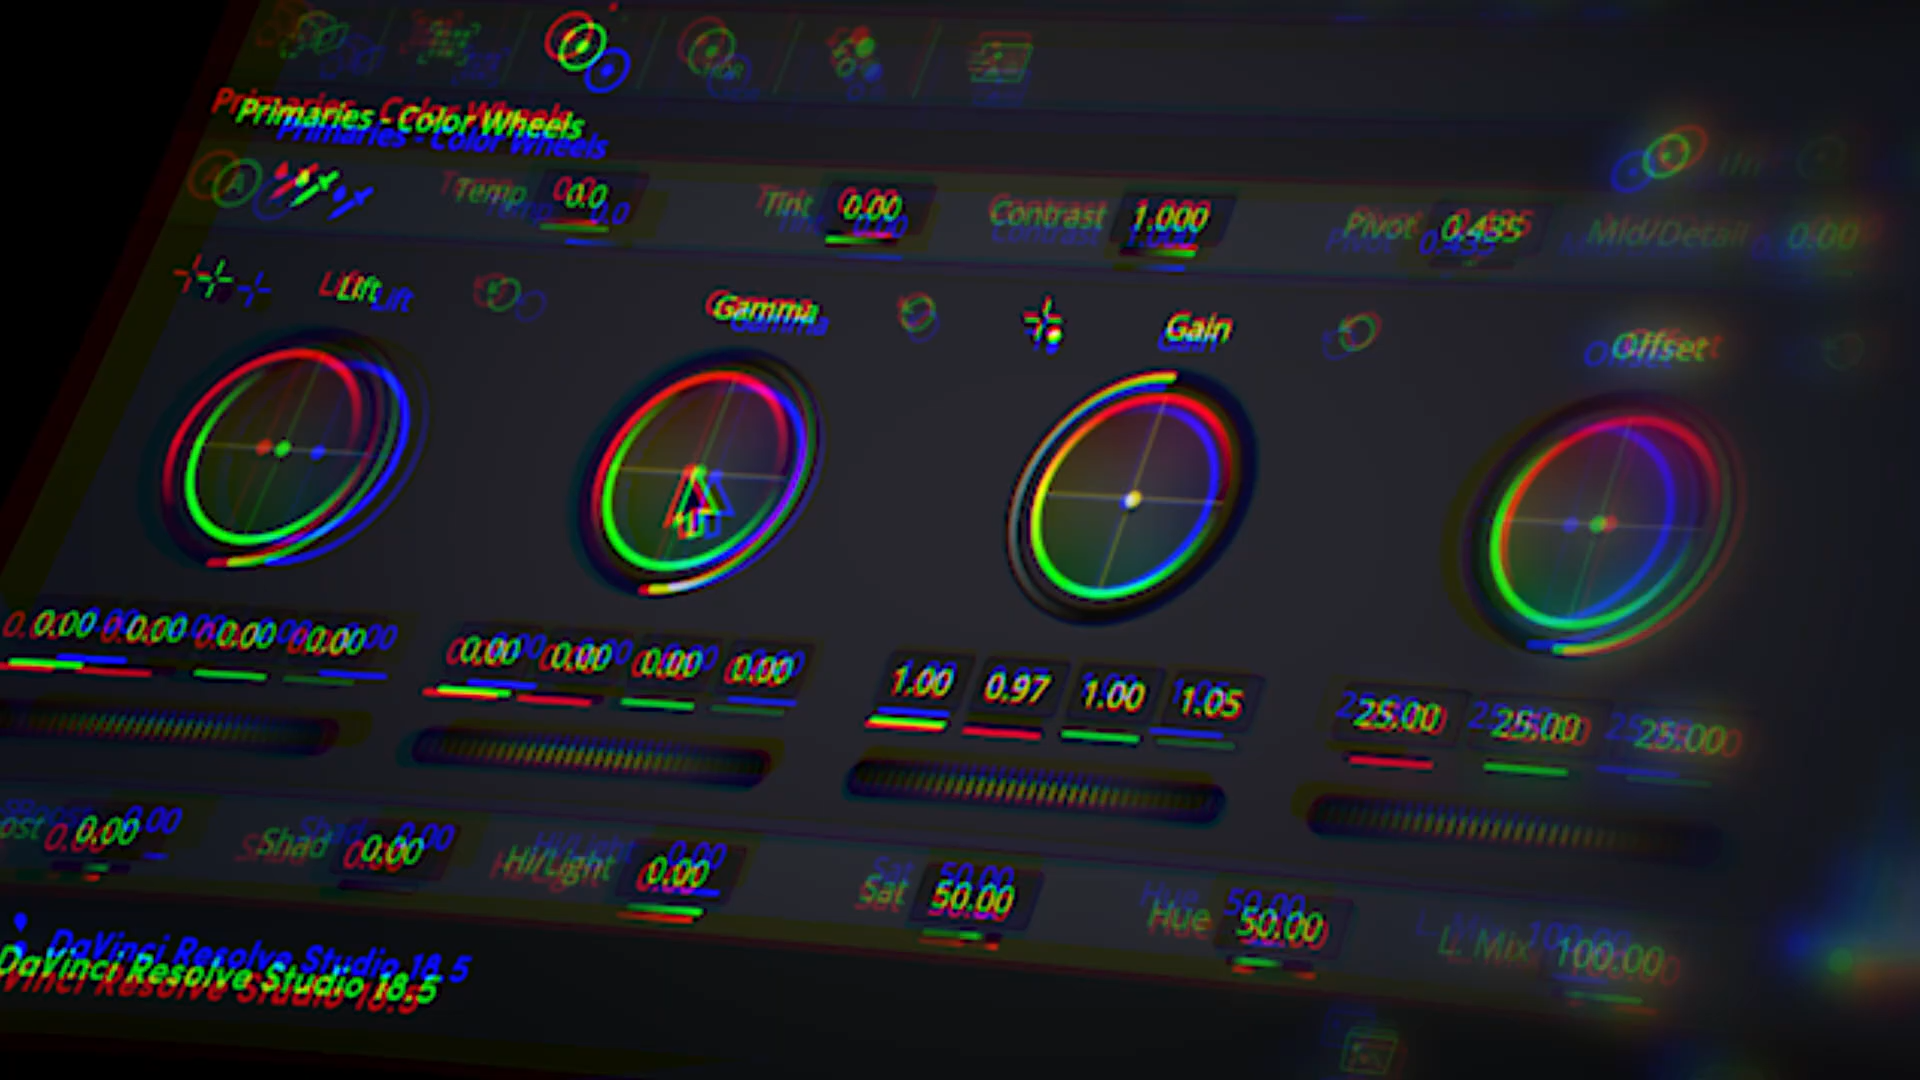 HDR
Primaries - Color Wheels
A
Temp 0.0 Tint 0.00 Contrast 1.000 Pivot 0.435 Mid/Detail 0.00
Lift Gamma Gain Offset
0.00 0.00 0.00 0.00 0.00 0.00 0.00 0.00 1.00 0.97 1.00 1.05 25.00 25.00 25.00
0.00 Shad 0.00 Hi/Light 0.00 Sat 50.00 Hue 50.00 L. Mix 100.00
DaVinci Resolve Studio 18.5